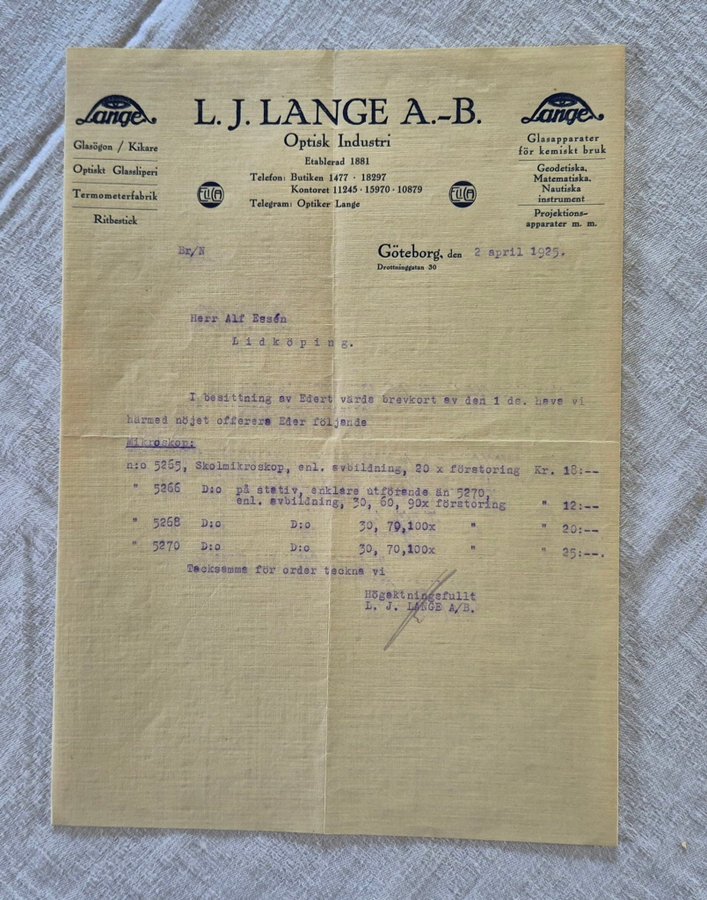 Lange
L. J. LANGE A.-B.
Lange
Optisk Industri
Etablerad 1881
Telefon: Butiken 1477 · 18297
Kontoret 11245 · 15970 · 10879
Telegram: Optiker Lange
Glasögon / Kikare
Optiskt Glassliperi
Termometerfabrik
Ritbestick
Glasapparater
för kemiskt bruk
Geodetiska,
Matematiska,
Nautiska
instrument
Projektions-
apparater m. m.
Br/N
Göteborg, den 2 april 1925.
Drottninggatan 30
Herr Alf Essén
Lidköping.
I besittning av Edert värda brevkort av den 1 ds. hava vi
härmed nöjet offerera Eder följande
Mikroskop:
n:o 5265, Skolmikroskop, enl. avbildning, 20 x förstoring Kr. 18:--
" 5266 D:o på stativ, enklare utförande än 5270,
enl. avbildning, 30, 60, 90x förstoring " 12:--
" 5268 D:o D:o 30, 70,100x " " 20:--
" 5270 D:o D:o 30, 70,100x " " 25:--.
Tacksamma för order teckna vi
Högaktningsfullt
L. J. LANGE A/B.